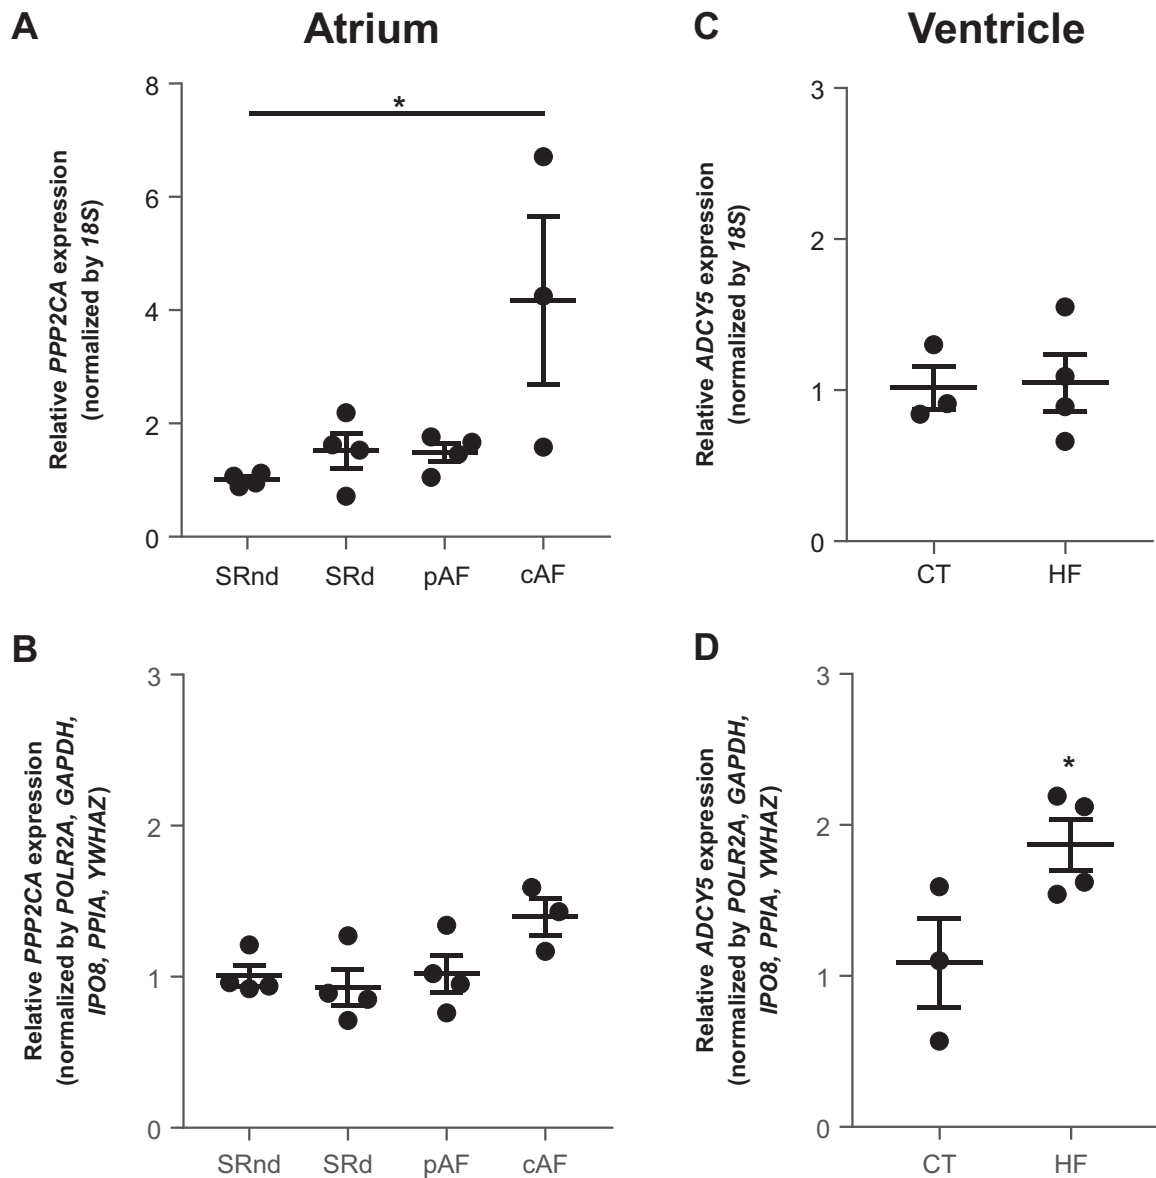 A
Atrium
Relative PPP2CA expression
(normalized by 18S)
8
6
4
2
0
*
SRnd
SRd
pAF
cAF
C
Ventricle
Relative ADCY5 expression
(normalized by 18S)
3
2
1
0
CT
HF
B
Relative PPP2CA expression
(normalized by POLR2A, GAPDH,
IPO8, PPIA, YWHAZ)
3
2
1
0
SRnd
SRd
pAF
cAF
D
Relative ADCY5 expression
(normalized by POLR2A, GAPDH,
IPO8, PPIA, YWHAZ)
3
2
1
0
*
CT
HF